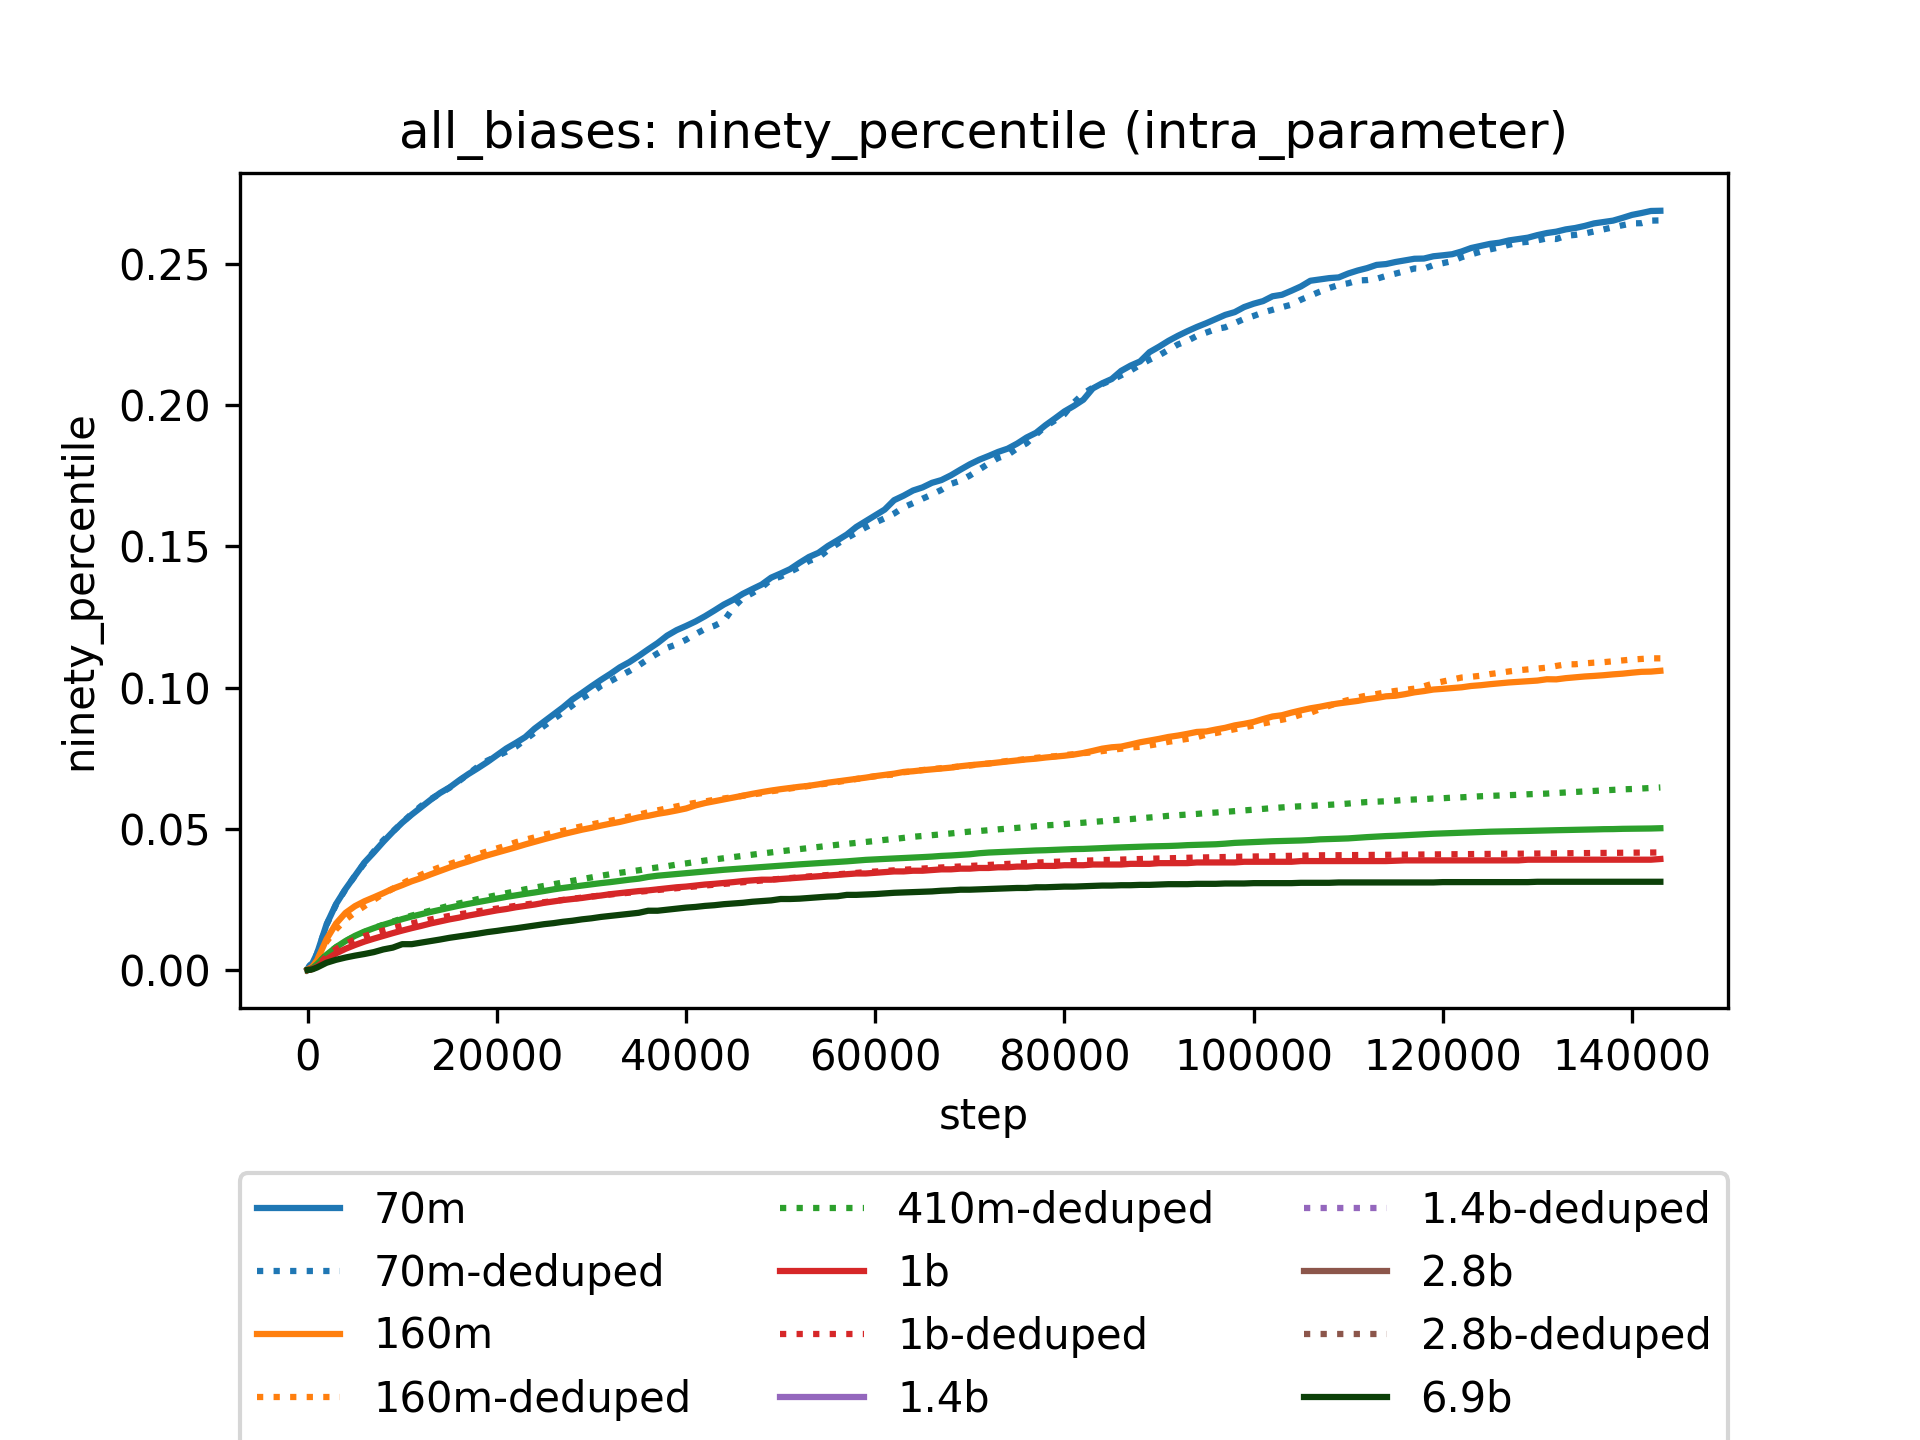 all_biases: ninety_percentile (intra_parameter)
ninety_percentile
0.25
0.20
0.15
0.10
0.05
0.00
0 20000 40000 60000 80000 100000 120000 140000
step
70m 410m-deduped 1.4b-deduped
70m-deduped 1b 2.8b
160m 1b-deduped 2.8b-deduped
160m-deduped 1.4b 6.9b